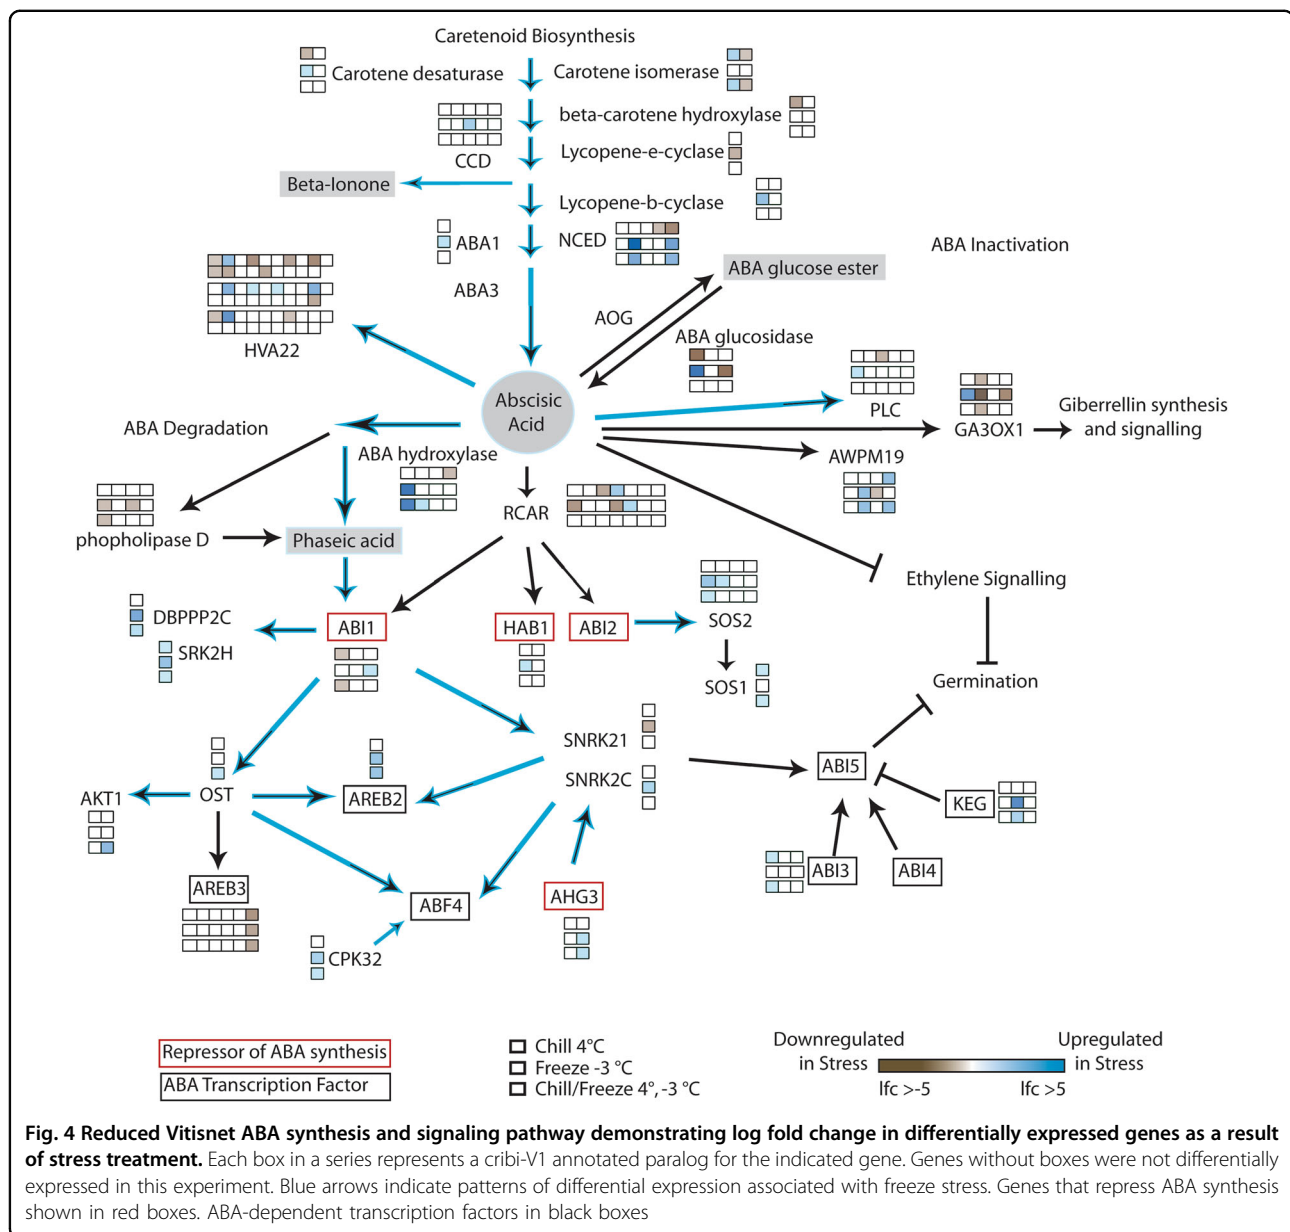 Caretenoid Biosynthesis
Carotene desaturase
Carotene isomerase
beta-carotene hydroxylase
CCD
Lycopene-e-cyclase
Beta-Ionone
Lycopene-b-cyclase
ABA1
NCED
ABA Inactivation
ABA glucose ester
ABA3
AOG
HVA22
ABA glucosidase
Abscisic
Acid
PLC
GA3OX1
Giberrellin synthesis
and signalling
ABA Degradation
ABA hydroxylase
AWPM19
RCAR
phopholipase D
Phaseic acid
Ethylene Signalling
DBPPP2C
ABI1
HAB1
ABI2
SOS2
SRK2H
SOS1
Germination
SNRK21
SNRK2C
ABI5
AKT1
OST
AREB2
KEG
ABI3
ABI4
AREB3
ABF4
AHG3
CPK32
Repressor of ABA synthesis
ABA Transcription Factor
Chill 4°C
Freeze -3 °C
Chill/Freeze 4°, -3 °C
Downregulated
in Stress
Upregulated
in Stress
lfc >-5
lfc >5
Fig. 4 Reduced Vitisnet ABA synthesis and signaling pathway demonstrating log fold change in differentially expressed genes as a result
of stress treatment. Each box in a series represents a cribi-V1 annotated paralog for the indicated gene. Genes without boxes were not differentially
expressed in this experiment. Blue arrows indicate patterns of differential expression associated with freeze stress. Genes that repress ABA synthesis
shown in red boxes. ABA-dependent transcription factors in black boxes